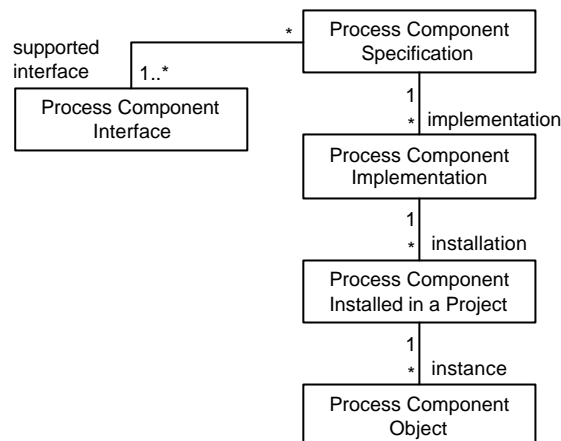 Process Component
Specification
*
supported
interface
1..*
Process Component
Interface
1
*
implementation
Process Component
Implementation
1
*
installation
Process Component
Installed in a Project
1
*
instance
Process Component
Object